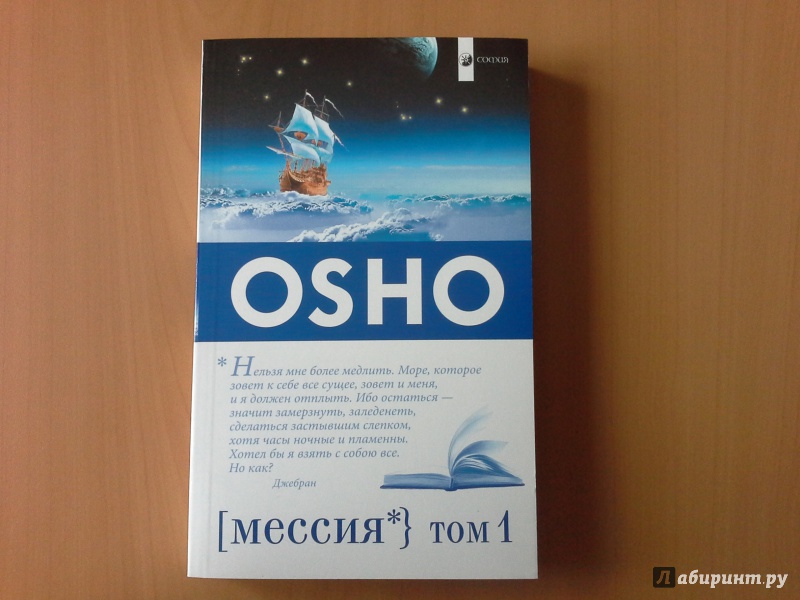 СОФИЯ
OSHO
* Нельзя мне более медлить. Море, которое
зовет к себе все сущее, зовет и меня,
и я должен отплыть. Ибо остаться —
значит замерзнуть, заледенеть,
сделаться застывшим слепком,
хотя часы ночные и пламенны.
Хотел бы я взять с собою все.
Но как?
Джебран
[мессия*} том 1
Лабиринт.ру